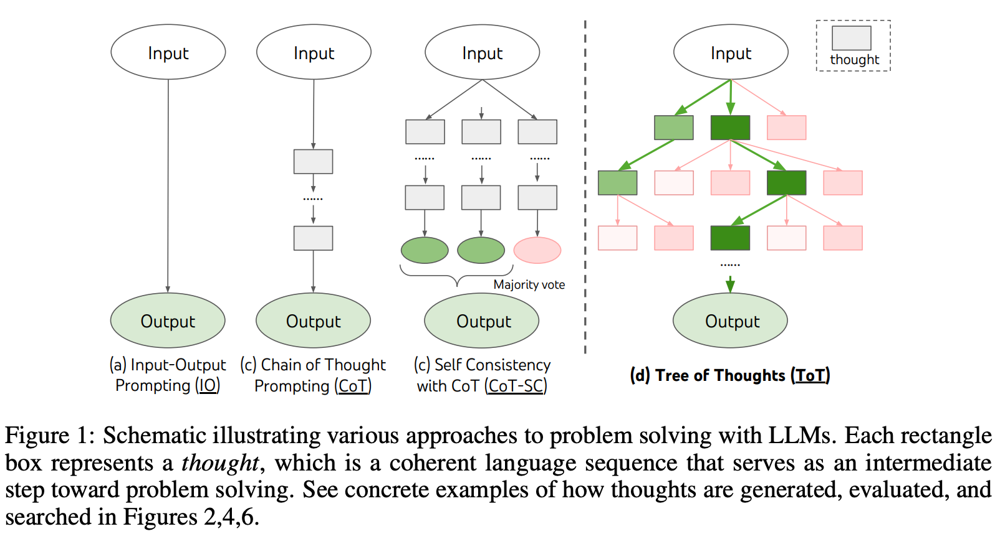 Input
Input
Input
Input
thought
......
......
......
......
......
Majority vote
Output
Output
Output
Output
(a) Input-Output
Prompting (IO)
(c) Chain of Thought
Prompting (CoT)
(c) Self Consistency
with CoT (CoT-SC)
(d) Tree of Thoughts (ToT)
Figure 1: Schematic illustrating various approaches to problem solving with LLMs. Each rectangle
box represents a thought, which is a coherent language sequence that serves as an intermediate
step toward problem solving. See concrete examples of how thoughts are generated, evaluated, and
searched in Figures 2,4,6.